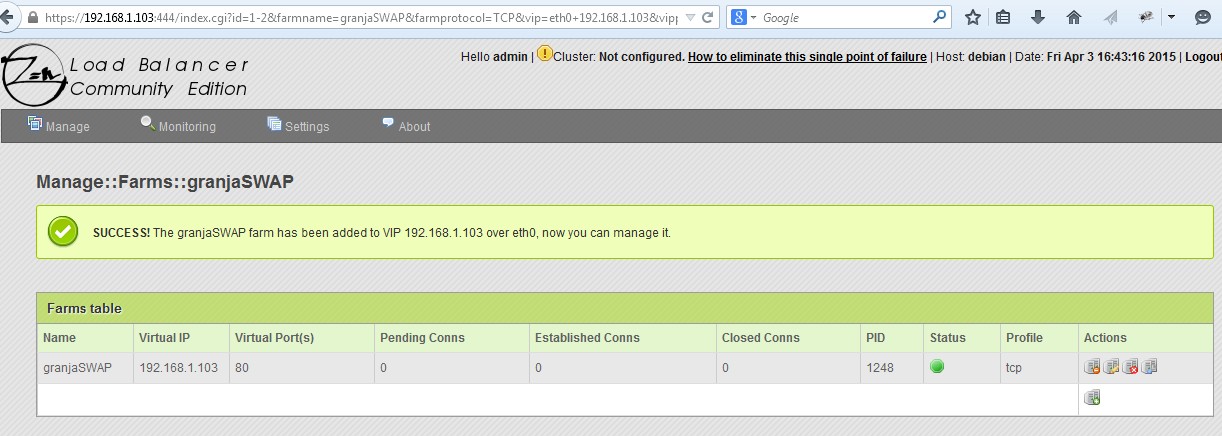 https://192.168.1.103:444/index.cgi?id=1-2&farmname=granjaSWAP&farmprotocol=TCP&vip=eth0+192.168.1.103&vipp
Google
Zen Load Balancer
Community Edition
Hello admin | Cluster: Not configured. How to eliminate this single point of failure | Host: debian | Date: Fri Apr 3 16:43:16 2015 | Logout
Manage Monitoring Settings About
Manage::Farms::granjaSWAP
SUCCESS! The granjaSWAP farm has been added to VIP 192.168.1.103 over eth0, now you can manage it.
Farms table
Name Virtual IP Virtual Port(s) Pending Conns Established Conns Closed Conns PID Status Profile Actions
granjaSWAP 192.168.1.103 80 0 0 0 1248 tcp